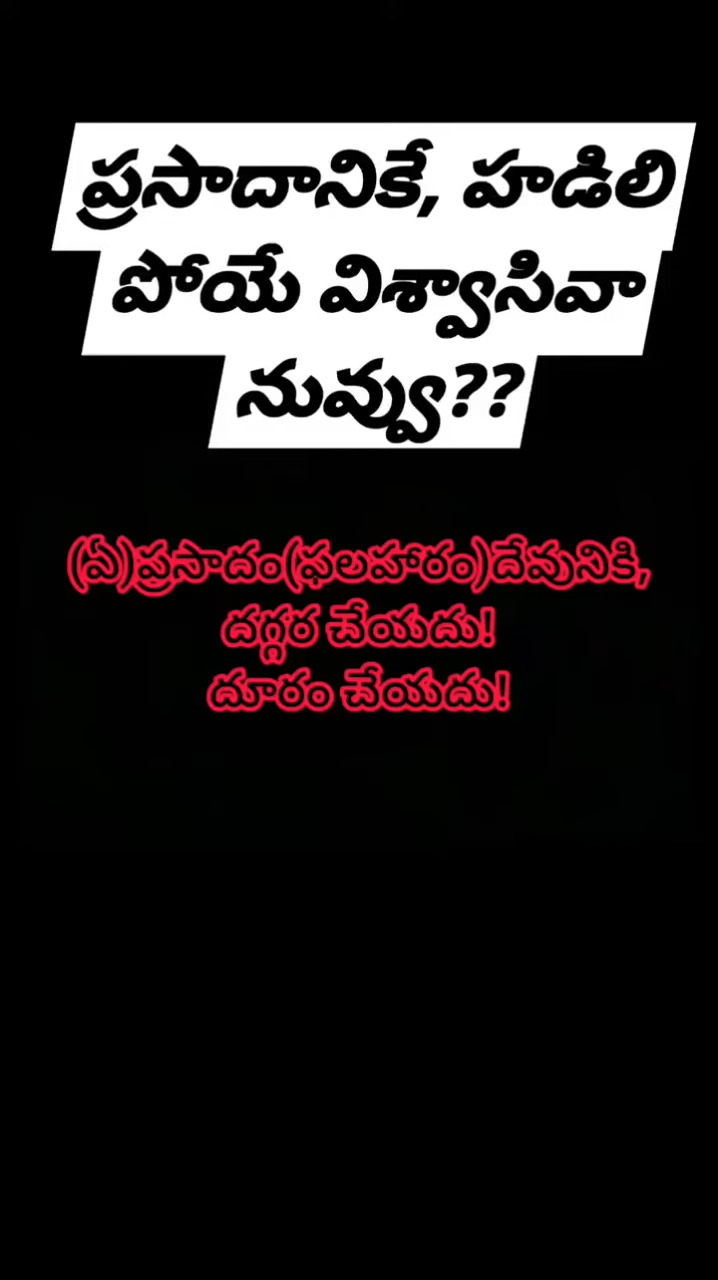 ప్రసాదానికే, హడిలి
పోయే విశ్వాసివా
నువ్వు??
(ఏ)ప్రసాదం(ఫలహారం)దేవునికి,
దగ్గర చేయదు!
దూరం చేయదు!